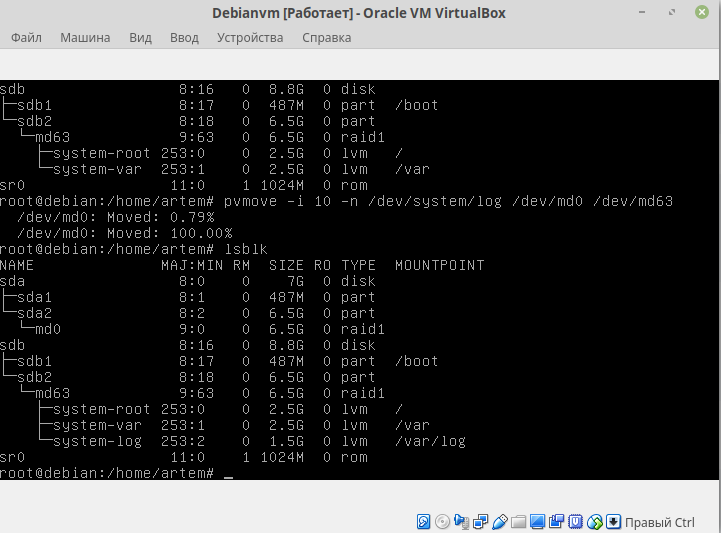 Debianvm [Работает] - Oracle VM VirtualBox
Файл Машина Вид Ввод Устройства Справка
sdb 8:16 0 8.8G 0 disk
├─sdb1 8:17 0 487M 0 part /boot
└─sdb2 8:18 0 6.5G 0 part
└─md63 9:63 0 6.5G 0 raid1
├─system-root 253:0 0 2.5G 0 lvm /
└─system-var 253:1 0 2.5G 0 lvm /var
sr0 11:0 1 1024M 0 rom
root@debian:/home/artem# pvmove -i 10 -n /dev/system/log /dev/md0 /dev/md63
/dev/md0: Moved: 0.79%
/dev/md0: Moved: 100.00%
root@debian:/home/artem# lsblk
NAME MAJ:MIN RM SIZE RO TYPE MOUNTPOINT
sda 8:0 0 7G 0 disk
├─sda1 8:1 0 487M 0 part
└─sda2 8:2 0 6.5G 0 part
└─md0 9:0 0 6.5G 0 raid1
sdb 8:16 0 8.8G 0 disk
├─sdb1 8:17 0 487M 0 part /boot
└─sdb2 8:18 0 6.5G 0 part
└─md63 9:63 0 6.5G 0 raid1
├─system-root 253:0 0 2.5G 0 lvm /
├─system-var 253:1 0 2.5G 0 lvm /var
└─system-log 253:2 0 1.5G 0 lvm /var/log
sr0 11:0 1 1024M 0 rom
root@debian:/home/artem# _
Правый Ctrl